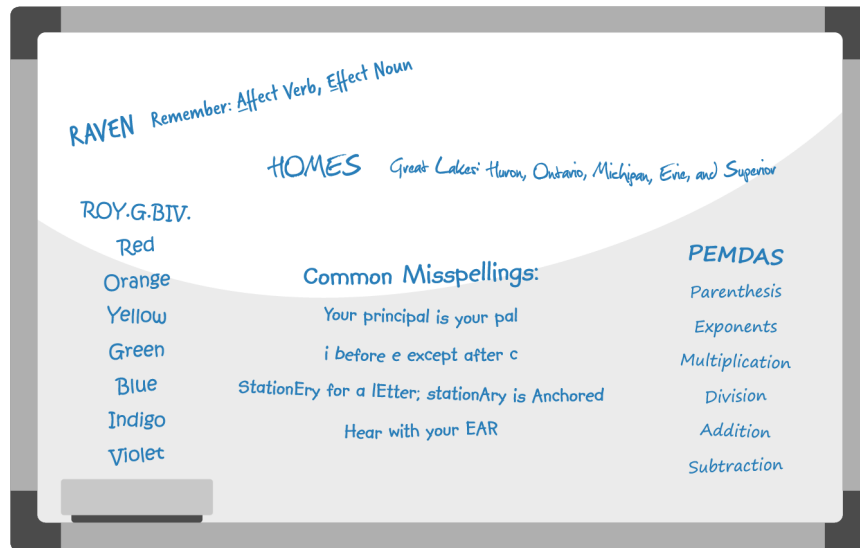 RAVEN Remember: Affect Verb, Effect Noun
HOMES Great Lakes: Huron, Ontario, Michigan, Erie, and Superior
ROY.G.BIV.
Red
Orange
Yellow
Green
Blue
Indigo
Violet
Common Misspellings:
Your principal is your pal
i before e except after c
StationEry for a lEtter; stationAry is Anchored
Hear with your EAR
PEMDAS
Parenthesis
Exponents
Multiplication
Division
Addition
Subtraction